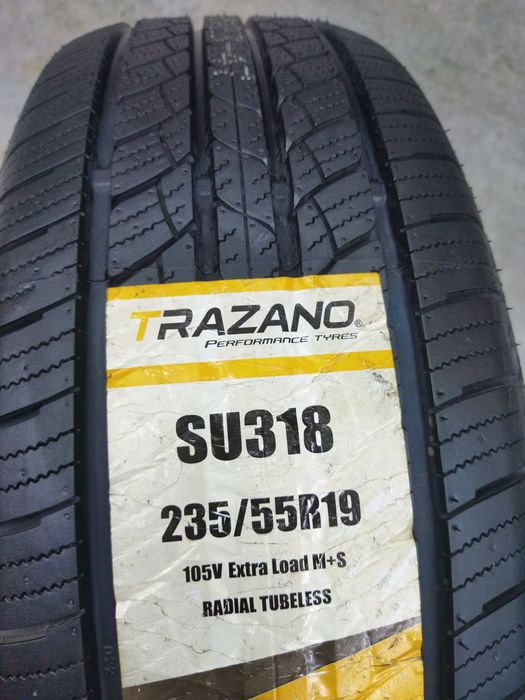 TRAZANO®
PERFORMANCE TYRES
SU318
235/55R19
105V Extra Load M+S
RADIAL TUBELESS